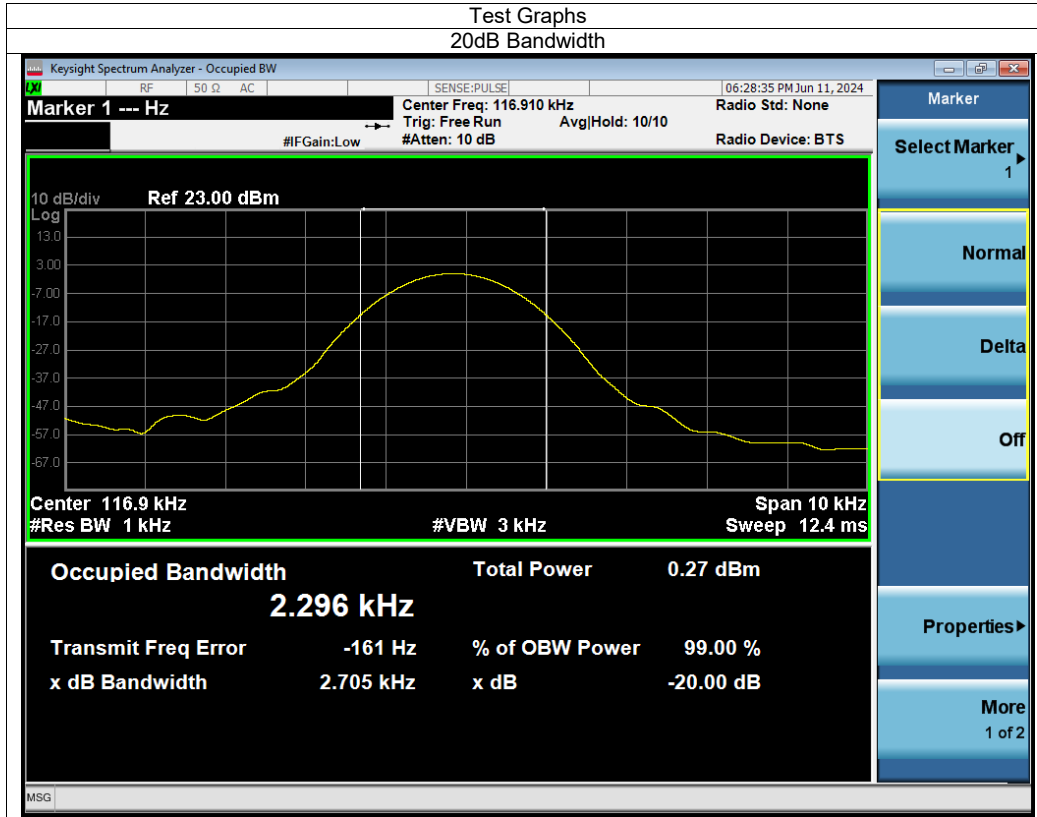 Test Graphs
20dB Bandwidth
Keysight Spectrum Analyzer - Occupied BW
LXI RF 50 Ω AC SENSE:PULSE 06:28:35 PM Jun 11, 2024
Marker 1 --- Hz Center Freq: 116.910 kHz Radio Std: None
Trig: Free Run Avg|Hold: 10/10
#IFGain:Low #Atten: 10 dB Radio Device: BTS
10 dB/div Ref 23.00 dBm
Log
13.0
3.00
-7.00
-17.0
-27.0
-37.0
-47.0
-57.0
-67.0
Center 116.9 kHz Span 10 kHz
#Res BW 1 kHz #VBW 3 kHz Sweep 12.4 ms
Occupied Bandwidth Total Power 0.27 dBm
2.296 kHz
Transmit Freq Error -161 Hz % of OBW Power 99.00 %
x dB Bandwidth 2.705 kHz x dB -20.00 dB
Marker
Select Marker
1
Normal
Delta
Off
Properties
More
1 of 2
MSG